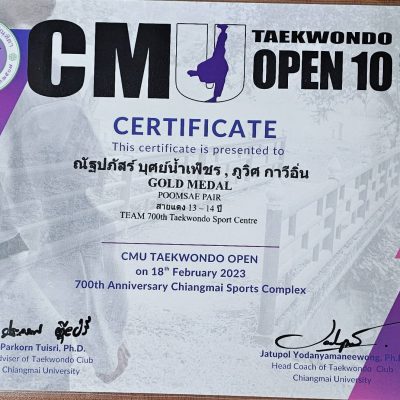 CMU TAEKWONDO
OPEN 10
CERTIFICATE
This certificate is presented to
ณัฐปภัสร์ บุศย์น้ำเพ็ชร , ภูวิศ กาวีอิ่น
GOLD MEDAL
POOMSAE PAIR
สายแดง 13 – 14 ปี
TEAM 700th Taekwondo Sport Centre
CMU TAEKWONDO OPEN
on 18th February 2023
700th Anniversary Chiangmai Sports Complex
Parkorn Tuisri, Ph.D.
dviser of Taekwondo Club
Chiangmai University
Jatupol Yodanyamaneewong, Ph.
Head Coach of Taekwondo Club
Chiangmai University